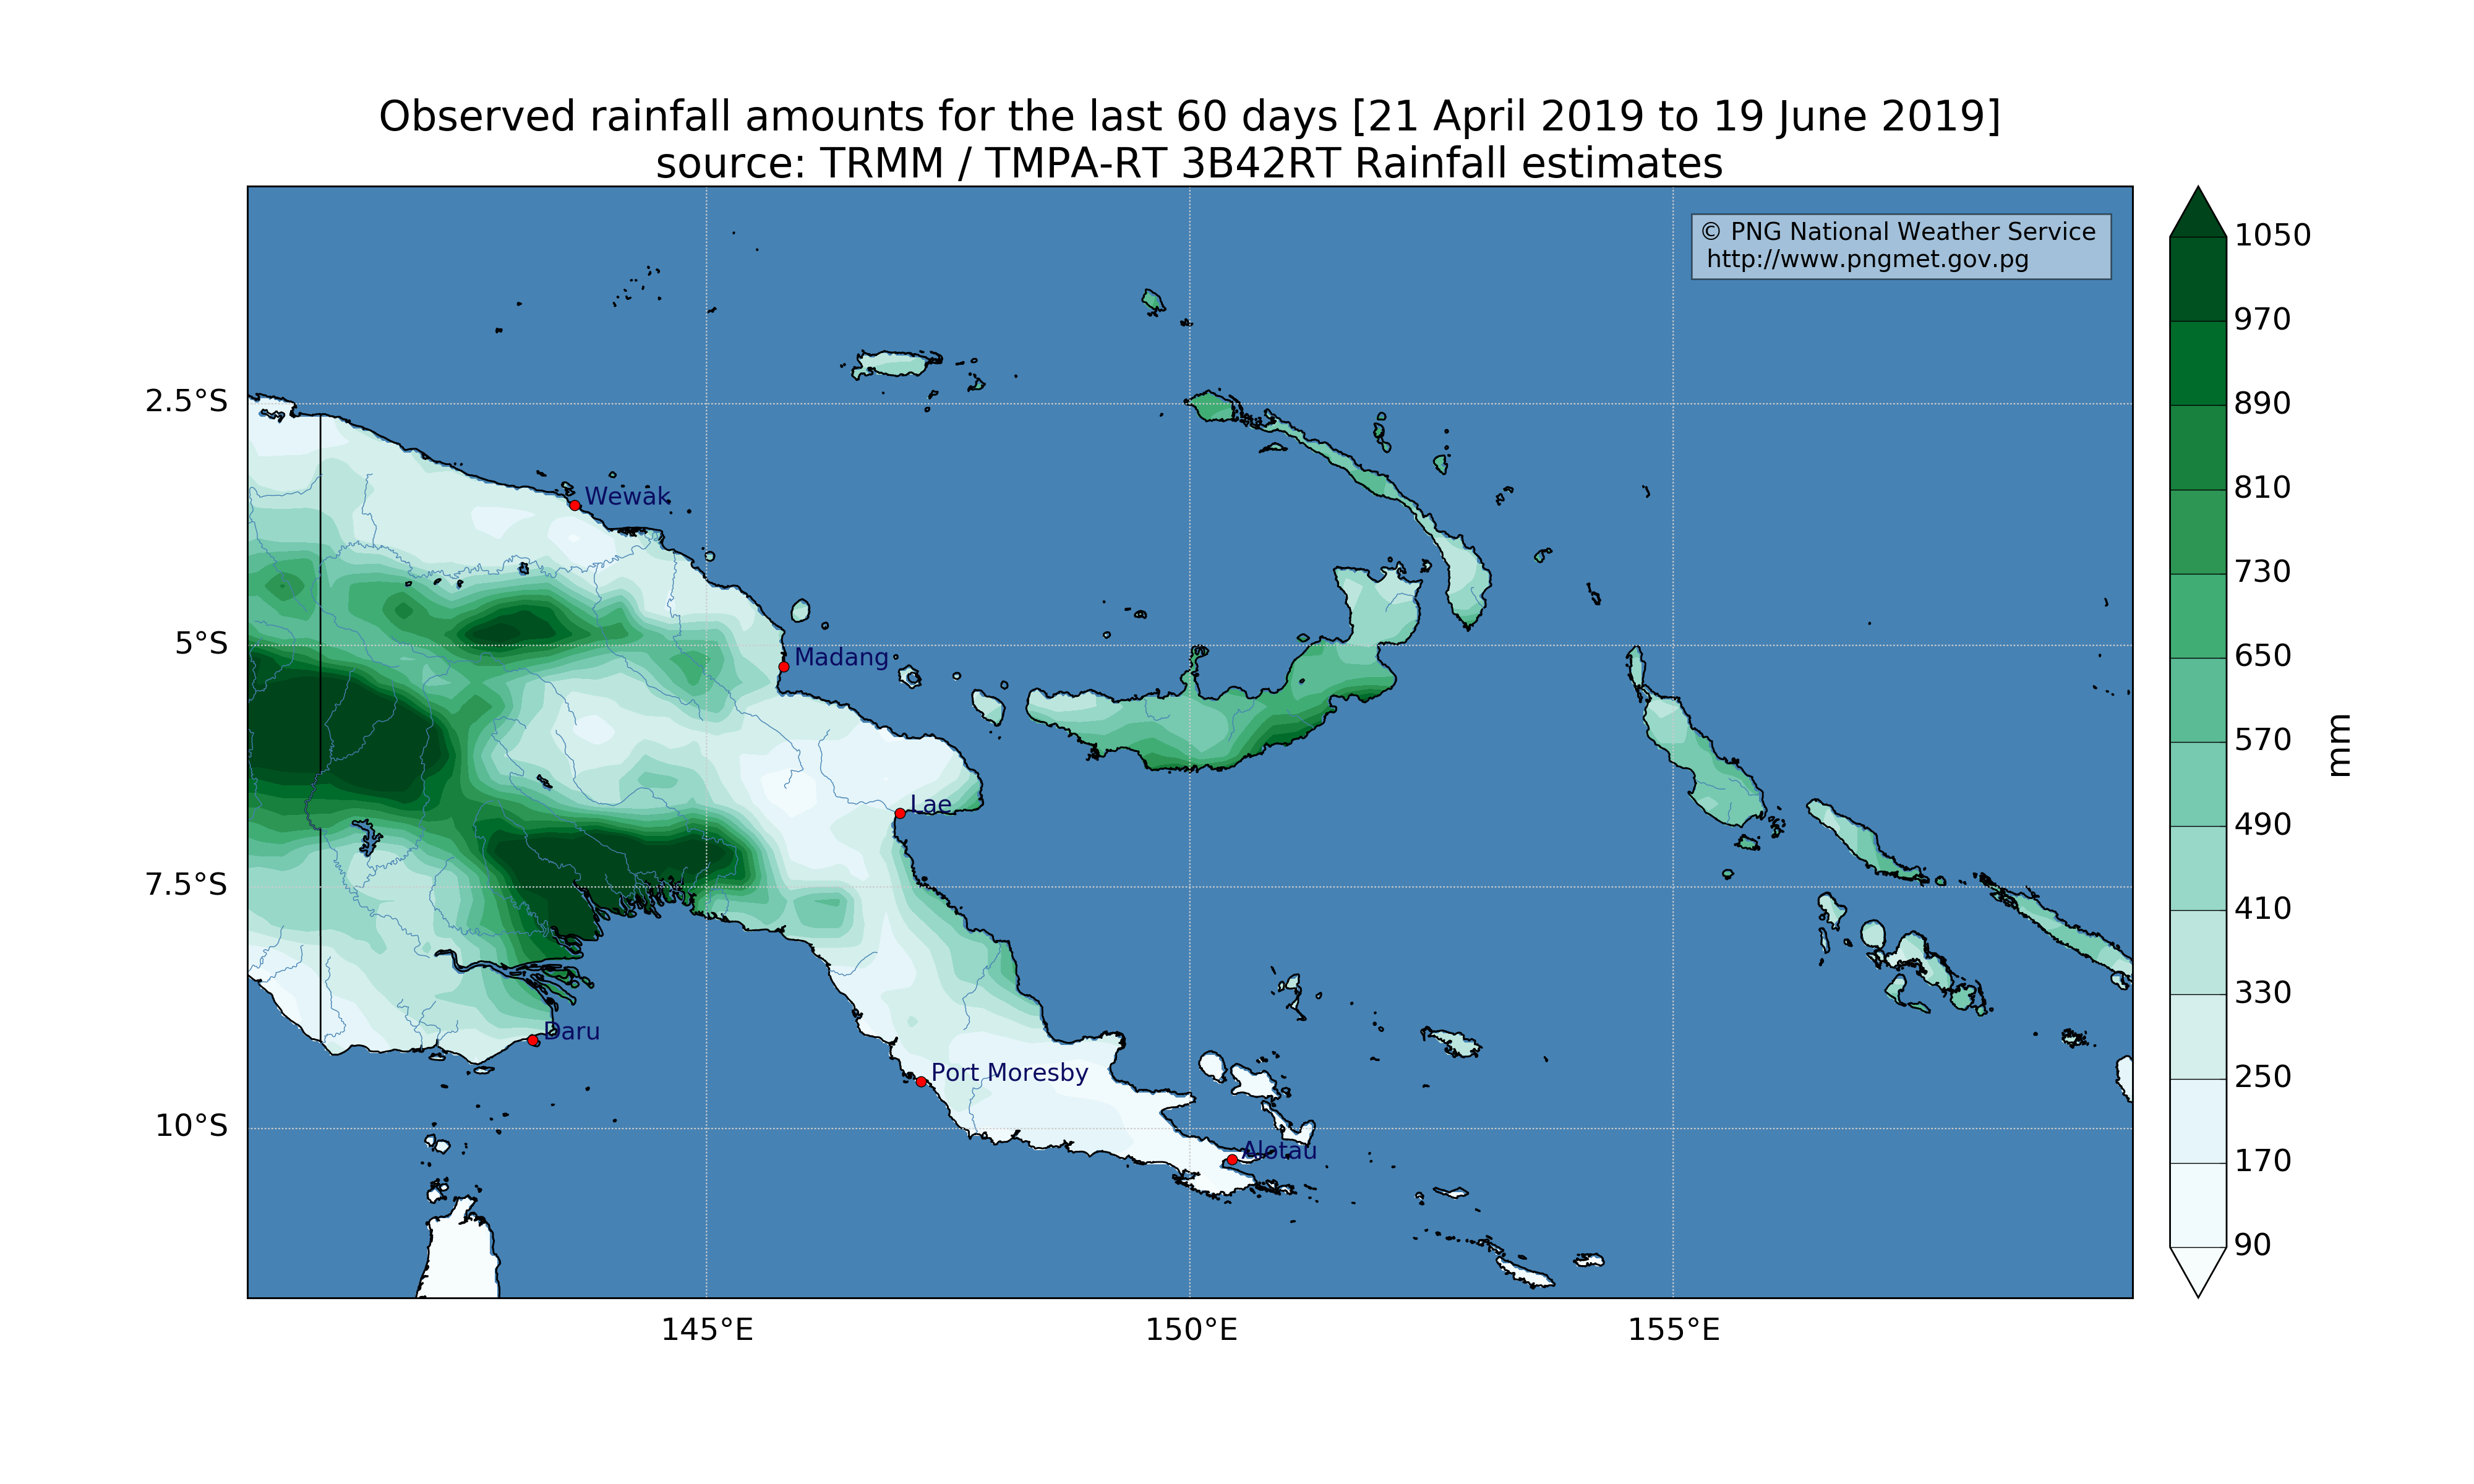 Observed rainfall amounts for the last 60 days [21 April 2019 to 19 June 2019]
source: TRMM / TMPA-RT 3B42RT Rainfall estimates
© PNG National Weather Service
http://www.pngmet.gov.pg
2.5°S
5°S
7.5°S
10°S
Wewak
Madang
Lae
Daru
Port Moresby
Alotau
145°E
150°E
155°E
1050
970
890
810
730
650
570
490
410
330
250
170
90
mm